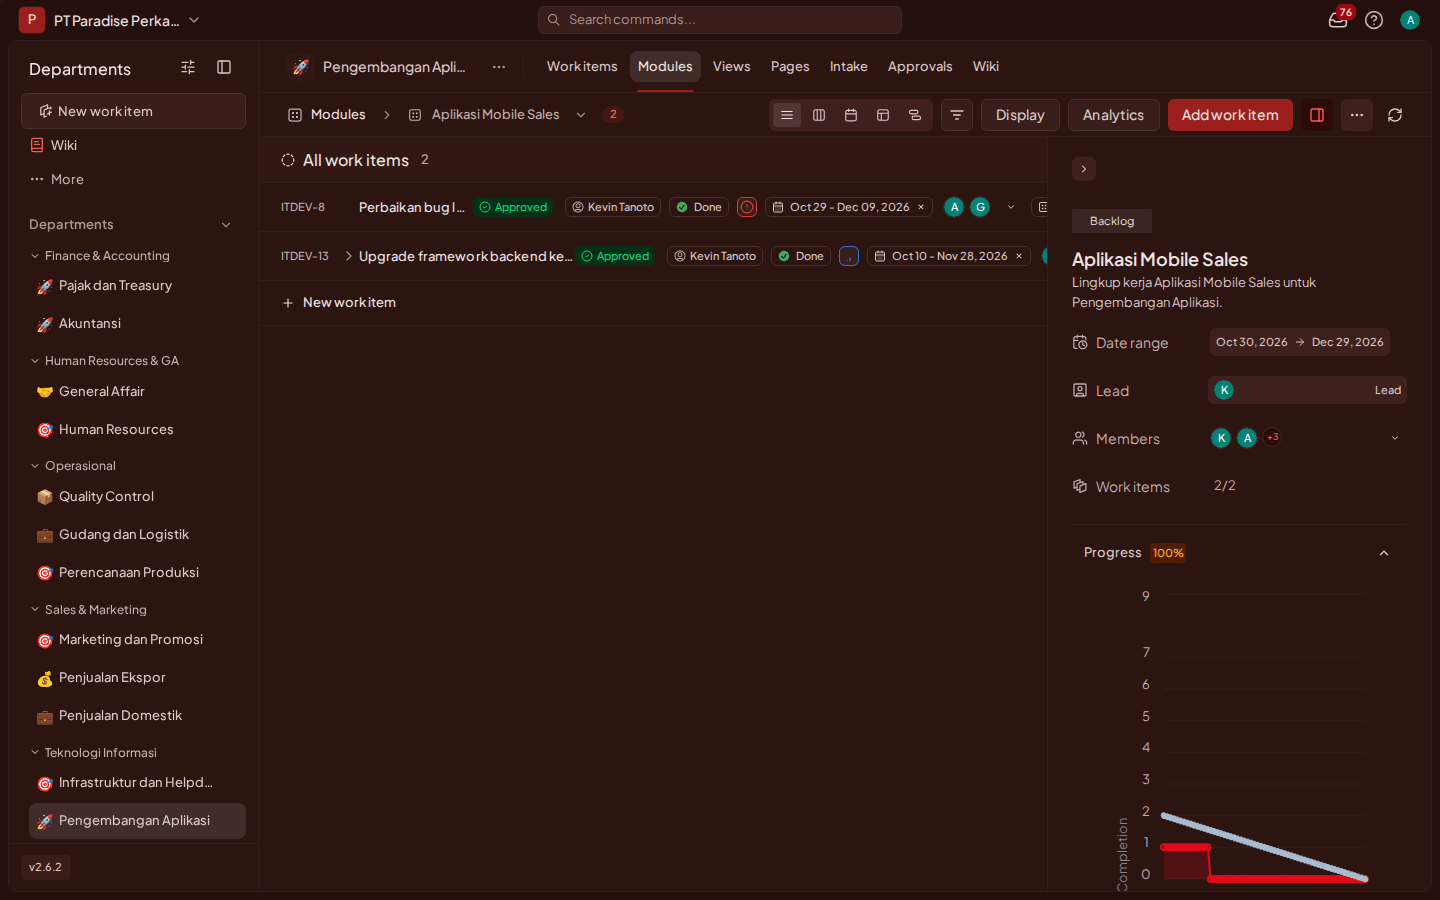 P PT Paradise Perka...
Search commands...
76
A
Departments
New work item
Wiki
More
Departments
Finance & Accounting
Pajak dan Treasury
Akuntansi
Human Resources & GA
General Affair
Human Resources
Operasional
Quality Control
Gudang dan Logistik
Perencanaan Produksi
Sales & Marketing
Marketing dan Promosi
Penjualan Ekspor
Penjualan Domestik
Teknologi Informasi
Infrastruktur dan Helpd...
Pengembangan Aplikasi
v2.6.2
Pengembangan Apli...
Work items Modules Views Pages Intake Approvals Wiki
Modules Aplikasi Mobile Sales 2
Display Analytics Add work item
All work items 2
ITDEV-8 Perbaikan bug l... Approved Kevin Tanoto Done Oct 29 - Dec 09, 2026 A G
ITDEV-13 Upgrade framework backend ke... Approved Kevin Tanoto Done Oct 10 - Nov 28, 2026
New work item
Backlog
Aplikasi Mobile Sales
Lingkup kerja Aplikasi Mobile Sales untuk
Pengembangan Aplikasi.
Date range Oct 30, 2026 → Dec 29, 2026
Lead K Lead
Members K A +3
Work items 2/2
Progress 100%
9
7
6
5
4
3
2
1
0
Completion